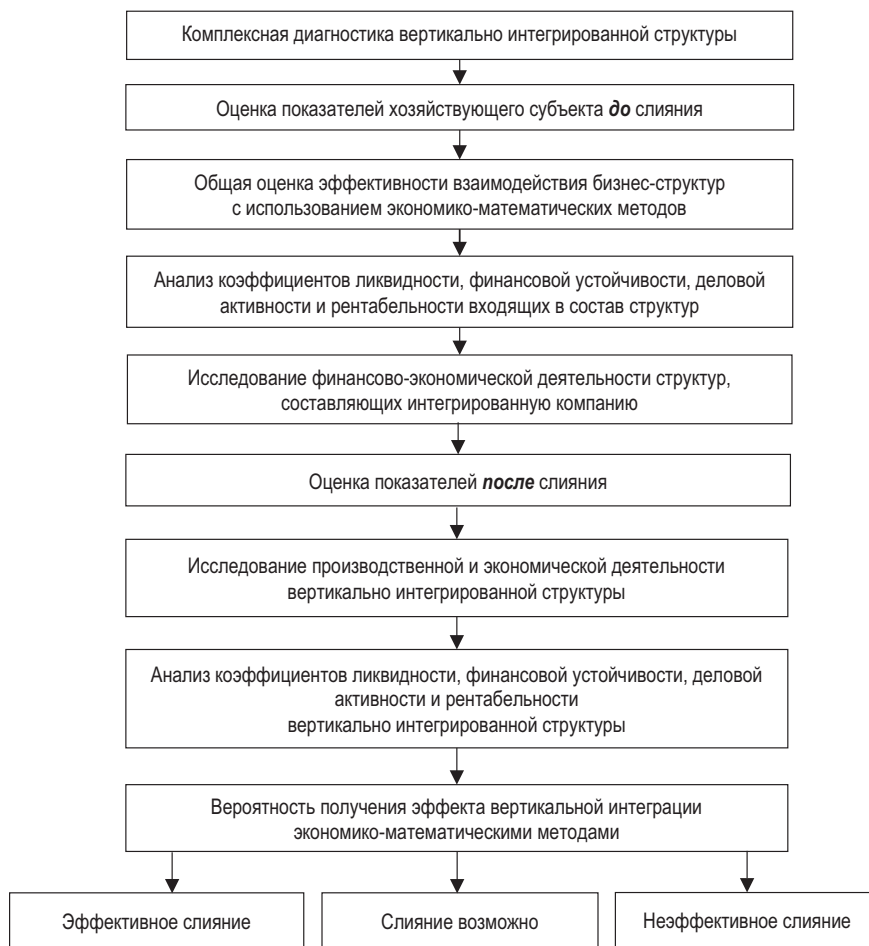 Комплексная диагностика вертикально интегрированной структуры
Оценка показателей хозяйствующего субъекта до слияния
Общая оценка эффективности взаимодействия бизнес-структур
с использованием экономико-математических методов
Анализ коэффициентов ликвидности, финансовой устойчивости, деловой
активности и рентабельности входящих в состав структур
Исследование финансово-экономической деятельности структур,
составляющих интегрированную компанию
Оценка показателей после слияния
Исследование производственной и экономической деятельности
вертикально интегрированной структуры
Анализ коэффициентов ликвидности, финансовой устойчивости, деловой
активности и рентабельности
вертикально интегрированной структуры
Вероятность получения эффекта вертикальной интеграции
экономико-математическими методами
Эффективное слияние
Слияние возможно
Неэффективное слияние